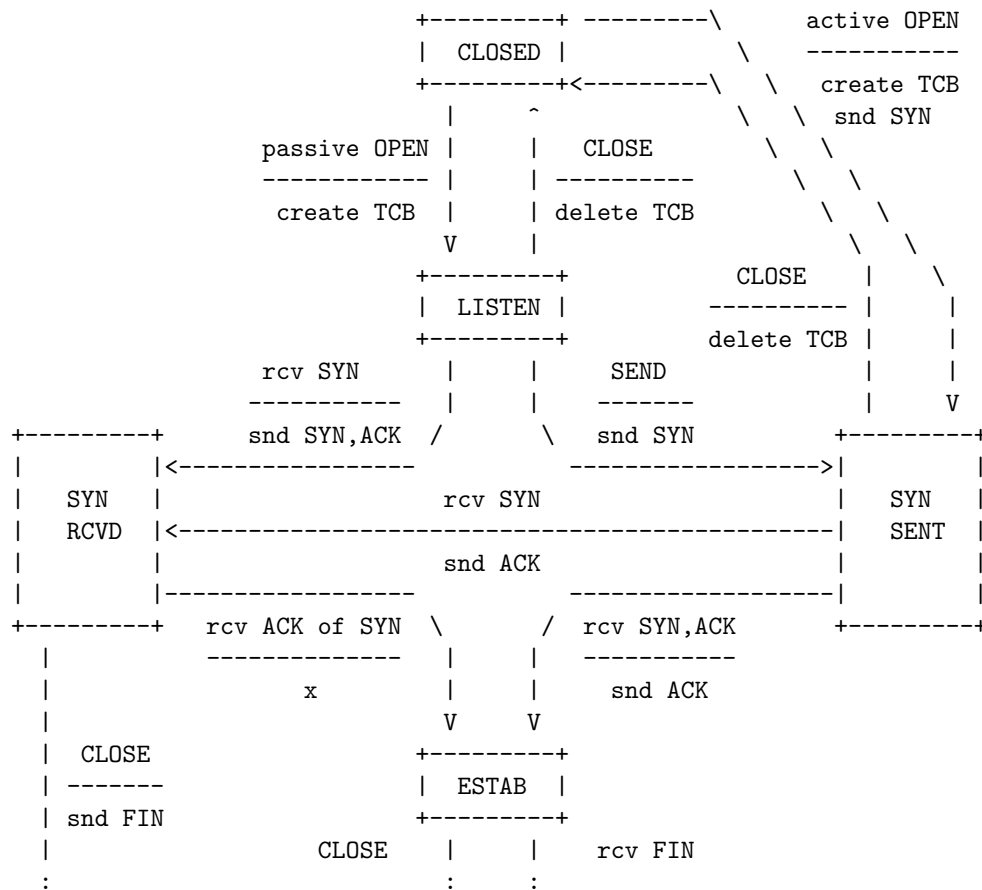 +---------+ ---------\      active OPEN
|  CLOSED |            \    -----------
+---------+<---------\   \   create TCB
|     ^              \   \  snd SYN
passive OPEN |     |   CLOSE        \   \
------------ |     | ----------       \   \
create TCB  |     | delete TCB         \   \
V     |                      \   \
+---------+            CLOSE    |    \
|  LISTEN |          ---------- |     |
+---------+          delete TCB |     |
rcv SYN      |     |     SEND              |     |
-----------   |     |    -------            |     V
+---------+      snd SYN,ACK  /       \   snd SYN          +---------+
|         |<-----------------           ------------------>|         |
|   SYN   |                    rcv SYN                     |   SYN   |
|   RCVD  |<-----------------------------------------------|   SENT  |
|         |                    snd ACK                     |         |
|         |------------------           -------------------|         |
+---------+   rcv ACK of SYN  \       /  rcv SYN,ACK       +---------+
|           --------------   |     |   -----------
|                  x         |     |     snd ACK
|                            V     V
|  CLOSE                   +---------+
| -------                  |  ESTAB  |
| snd FIN                  +---------+
|                   CLOSE    |     |    rcv FIN
:                            :     :